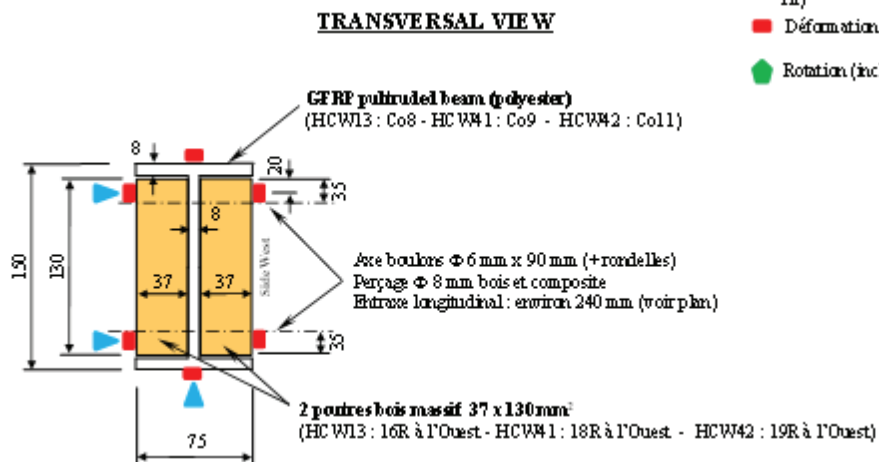 TRANSVERSAL VIEW
Déformation
Rotation (inc
GFRP pultruded beam (polyester)
(HCW13 : Co8 - HCW41 : Co9 - HCW42 : Co11)
8
20
35
8
150
130
37
37
Side West
Axe boulons Φ 6 mm x 90 mm (+rondelles)
Perçage Φ 8 mm bois et composite
Entraxe longitudinal : environ 240 mm (voir plan)
35
2 poutres bois massif 37 x 130mm²
(HCW13 : 16R à l'Ouest - HCW41 : 18R à l'Ouest - HCW42 : 19R à l'Ouest)
75